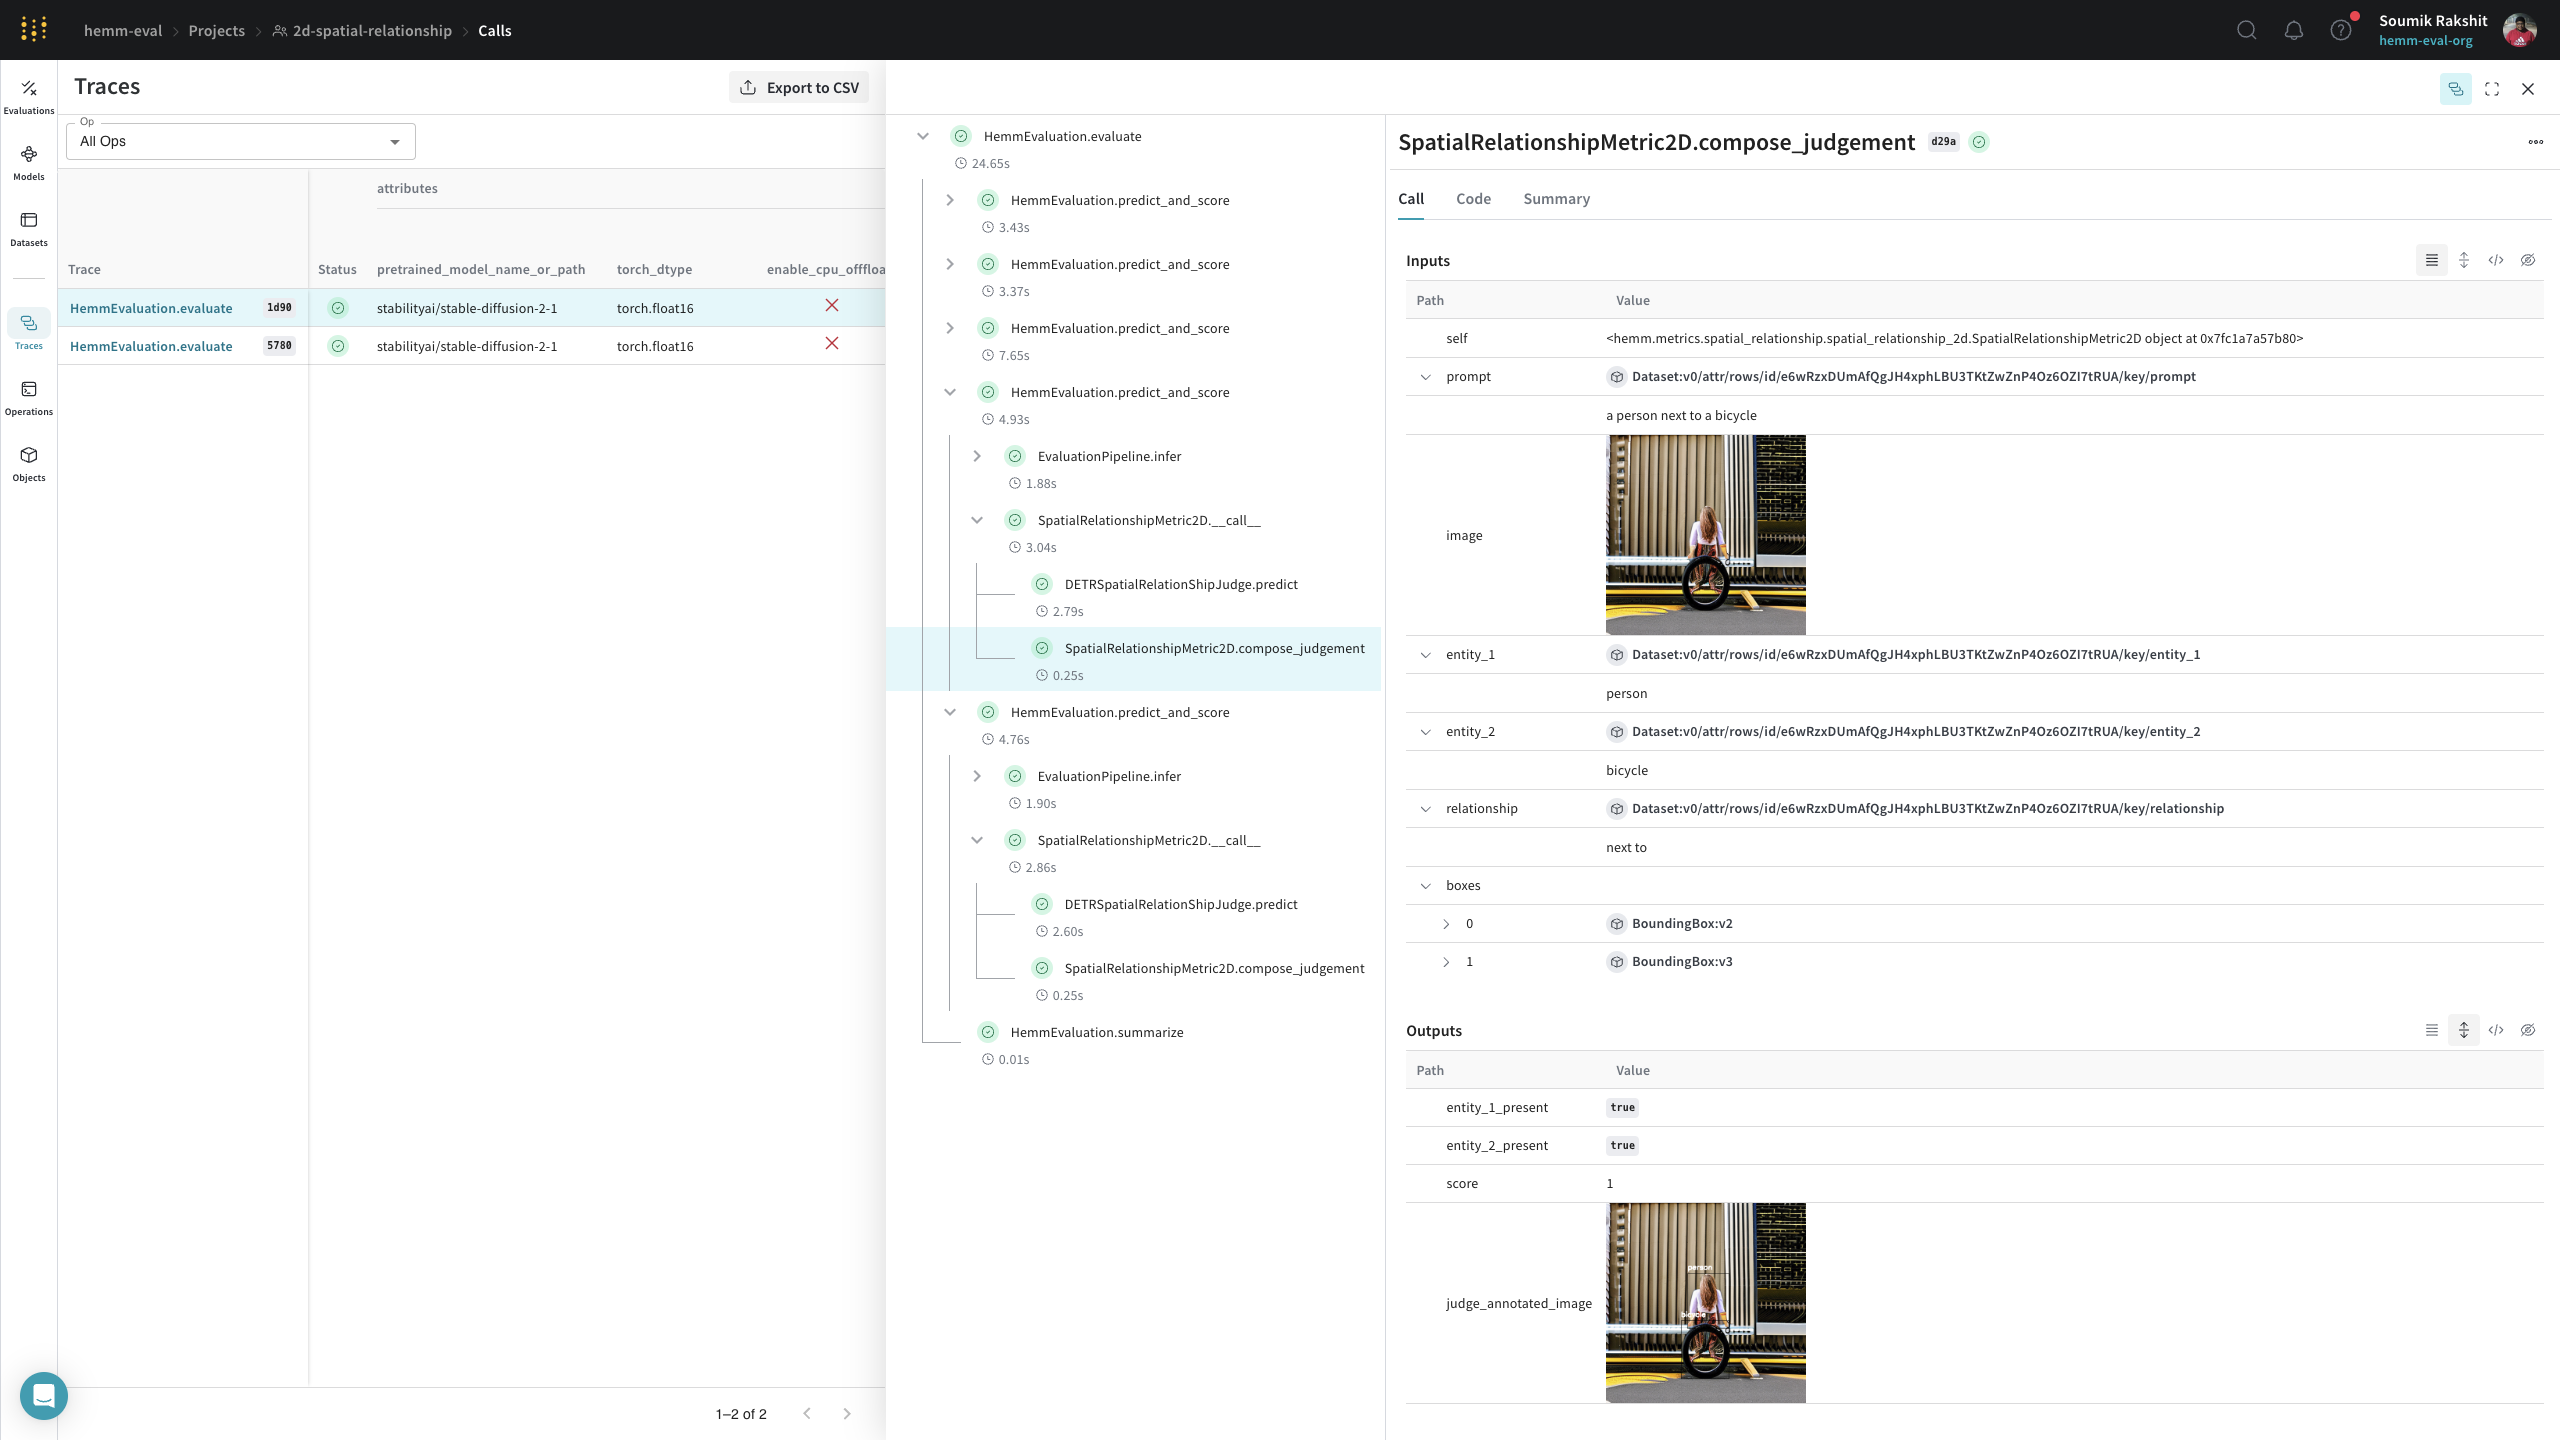 hemm-eval Projects 2d-spatial-relationship Calls
Soumik Rakshit
hemm-eval-org
Evaluations
Models
Datasets
Traces
Operations
Objects
Traces
Export to CSV
Op
All Ops
attributes
Trace Status pretrained_model_name_or_path torch_dtype enable_cpu_offfloa
HemmEvaluation.evaluate 1d90 stabilityai/stable-diffusion-2-1 torch.float16
HemmEvaluation.evaluate 5780 stabilityai/stable-diffusion-2-1 torch.float16
1–2 of 2
HemmEvaluation.evaluate
24.65s
HemmEvaluation.predict_and_score
3.43s
HemmEvaluation.predict_and_score
3.37s
HemmEvaluation.predict_and_score
7.65s
HemmEvaluation.predict_and_score
4.93s
EvaluationPipeline.infer
1.88s
SpatialRelationshipMetric2D.__call__
3.04s
DETRSpatialRelationShipJudge.predict
2.79s
SpatialRelationshipMetric2D.compose_judgement
0.25s
HemmEvaluation.predict_and_score
4.76s
EvaluationPipeline.infer
1.90s
SpatialRelationshipMetric2D.__call__
2.86s
DETRSpatialRelationShipJudge.predict
2.60s
SpatialRelationshipMetric2D.compose_judgement
0.25s
HemmEvaluation.summarize
0.01s
SpatialRelationshipMetric2D.compose_judgement d29a
Call Code Summary
Inputs
Path Value
self <hemm.metrics.spatial_relationship.spatial_relationship_2d.SpatialRelationshipMetric2D object at 0x7fc1a7a57b80>
prompt Dataset:v0/attr/rows/id/e6wRzxDUmAfQgJH4xphLBU3TKtZwZnP4Oz6OZI7tRUA/key/prompt
a person next to a bicycle
image
entity_1 Dataset:v0/attr/rows/id/e6wRzxDUmAfQgJH4xphLBU3TKtZwZnP4Oz6OZI7tRUA/key/entity_1
person
entity_2 Dataset:v0/attr/rows/id/e6wRzxDUmAfQgJH4xphLBU3TKtZwZnP4Oz6OZI7tRUA/key/entity_2
bicycle
relationship Dataset:v0/attr/rows/id/e6wRzxDUmAfQgJH4xphLBU3TKtZwZnP4Oz6OZI7tRUA/key/relationship
next to
boxes
0 BoundingBox:v2
1 BoundingBox:v3
Outputs
Path Value
entity_1_present true
entity_2_present true
score 1
person
bicycle
judge_annotated_image